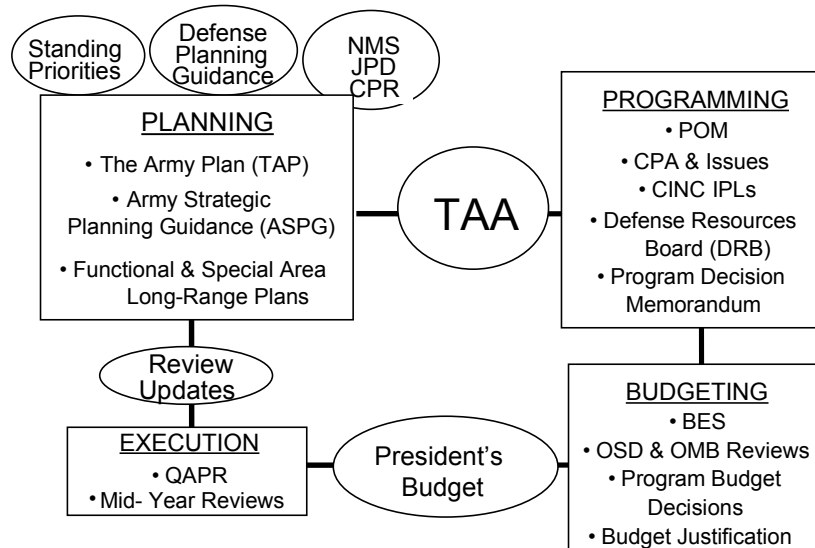 Standing
Priorities
Defense
Planning
Guidance
NMS
JPD
CPR
PLANNING
• The Army Plan (TAP)
• Army Strategic
Planning Guidance (ASPG)
• Functional & Special Area
Long-Range Plans
TAA
PROGRAMMING
• POM
• CPA & Issues
• CINC IPLs
• Defense Resources
Board (DRB)
• Program Decision
Memorandum
Review
Updates
EXECUTION
• QAPR
• Mid- Year Reviews
President's
Budget
BUDGETING
• BES
• OSD & OMB Reviews
• Program Budget
Decisions
• Budget Justification